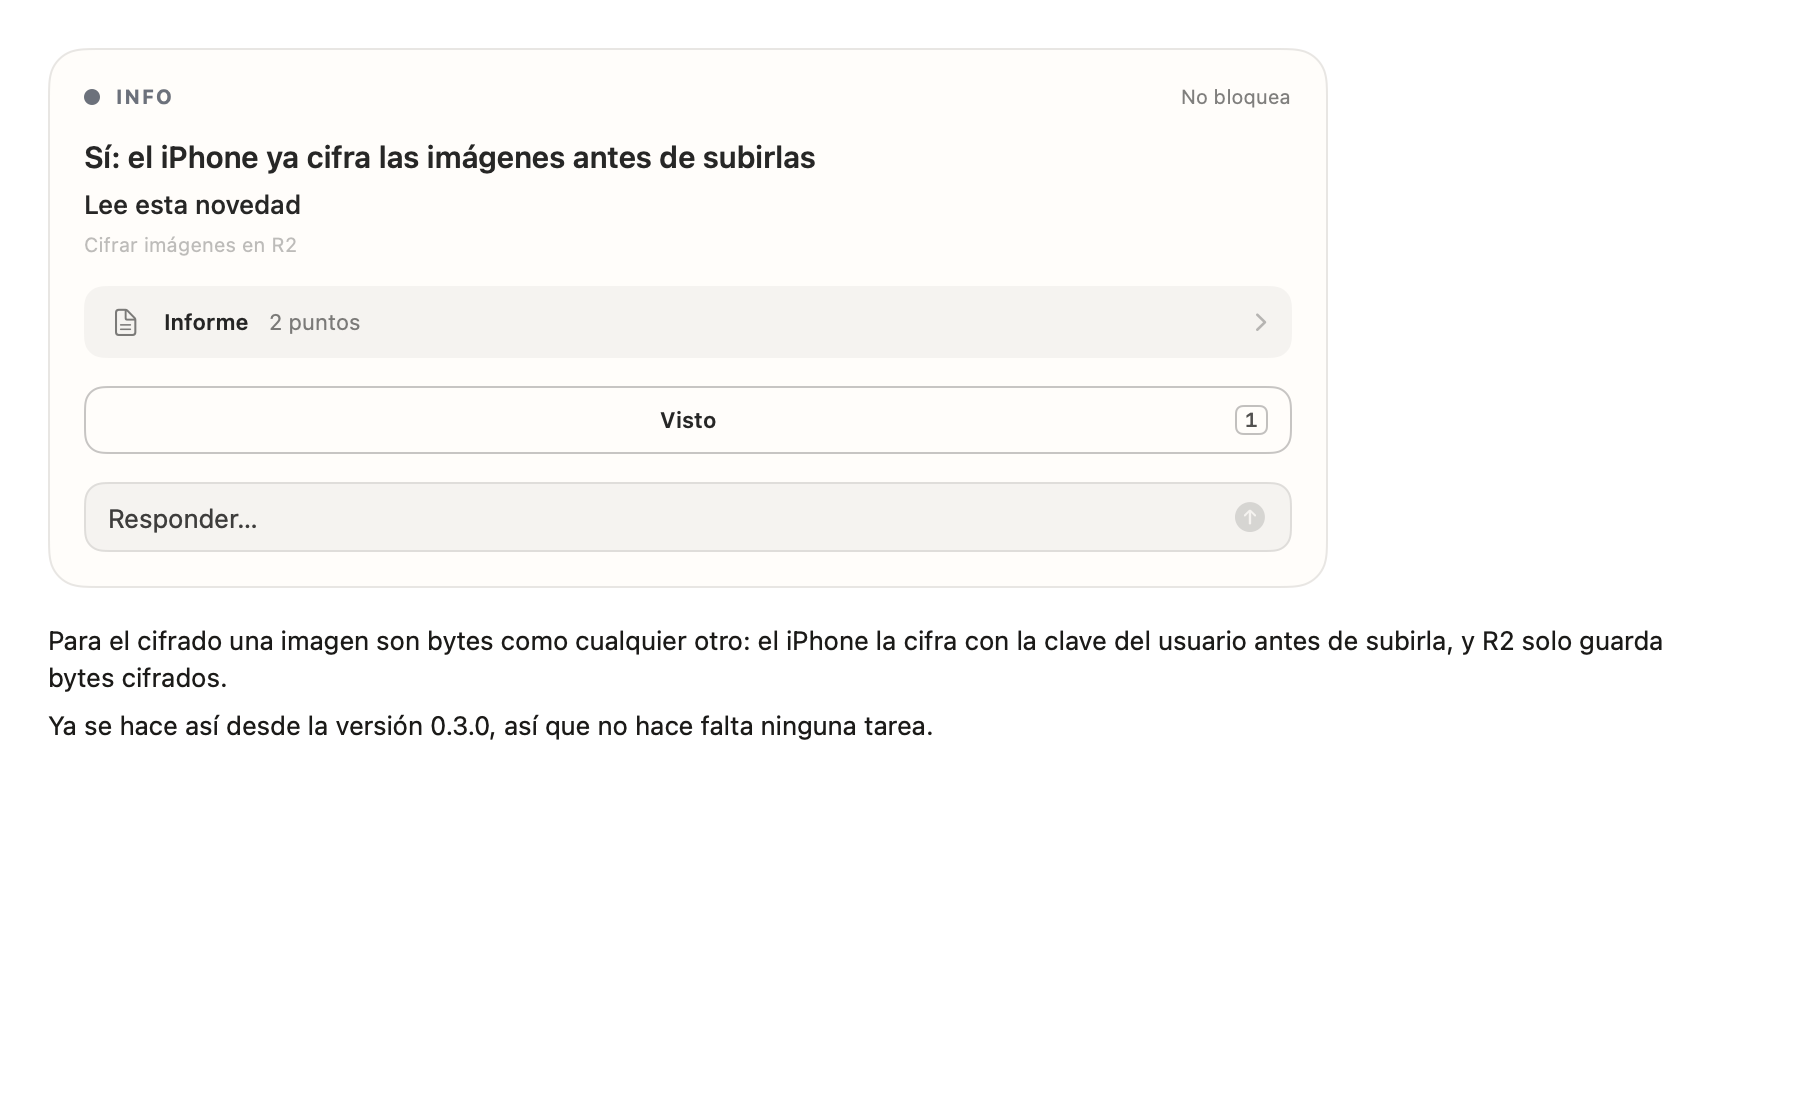 INFO
No bloquea
Sí: el iPhone ya cifra las imágenes antes de subirlas
Lee esta novedad
Cifrar imágenes en R2
Informe 2 puntos
Visto 1
Responder...
Para el cifrado una imagen son bytes como cualquier otro: el iPhone la cifra con la clave del usuario antes de subirla, y R2 solo guarda
bytes cifrados.
Ya se hace así desde la versión 0.3.0, así que no hace falta ninguna tarea.